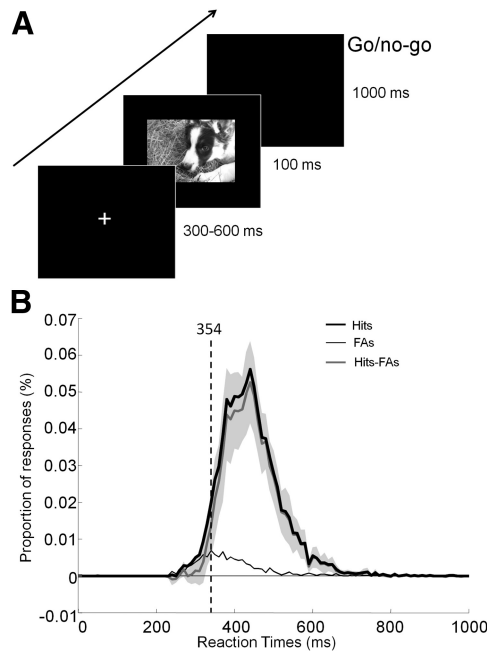 A
Go/no-go
1000 ms
100 ms
300-600 ms
B
0.07
0.06
0.05
0.04
0.03
0.02
0.01
0
-0.01
Proportion of responses (%)
354
Hits
FAs
Hits-FAs
0 200 400 600 800 1000
Reaction Times (ms)